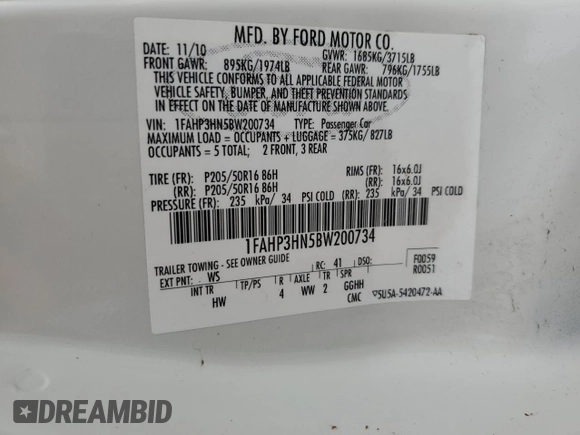 MFD. BY FORD MOTOR CO.
DATE: 11/10 GVWR: 1685KG/3715LB
FRONT GAWR: 895KG/1974LB REAR GAWR: 796KG/1755LB
THIS VEHICLE CONFORMS TO ALL APPLICABLE FEDERAL MOTOR
VEHICLE SAFETY, BUMPER, AND THEFT PREVENTION STANDARDS
IN EFFECT ON THE DATE OF MANUFACTURE SHOWN ABOVE.
VIN: 1FAHP3HN5BW200734 TYPE: Passenger Car
MAXIMUM LOAD = OCCUPANTS + LUGGAGE = 375KG/ 827LB
OCCUPANTS = 5 TOTAL; 2 FRONT, 3 REAR
TIRE (FR): P205/50R16 86H RIMS (FR): 16x6.0J
(RR): P205/50R16 86H (RR): 16x6.0J
PRESSURE (FR): 235 kPa/ 34 PSI COLD (RR): 235 kPa/ 34 PSI COLD
1FAHP3HN5BW200734
TRAILER TOWING - SEE OWNER GUIDE RC: 41 DSO: F0059
EXT PNT: WS R0051
INT TR TP/PS R AXLE TR SPR
HW 4 WW 2 GGHH
CMC ▽5U5A-5420472-AA
DREAMBID